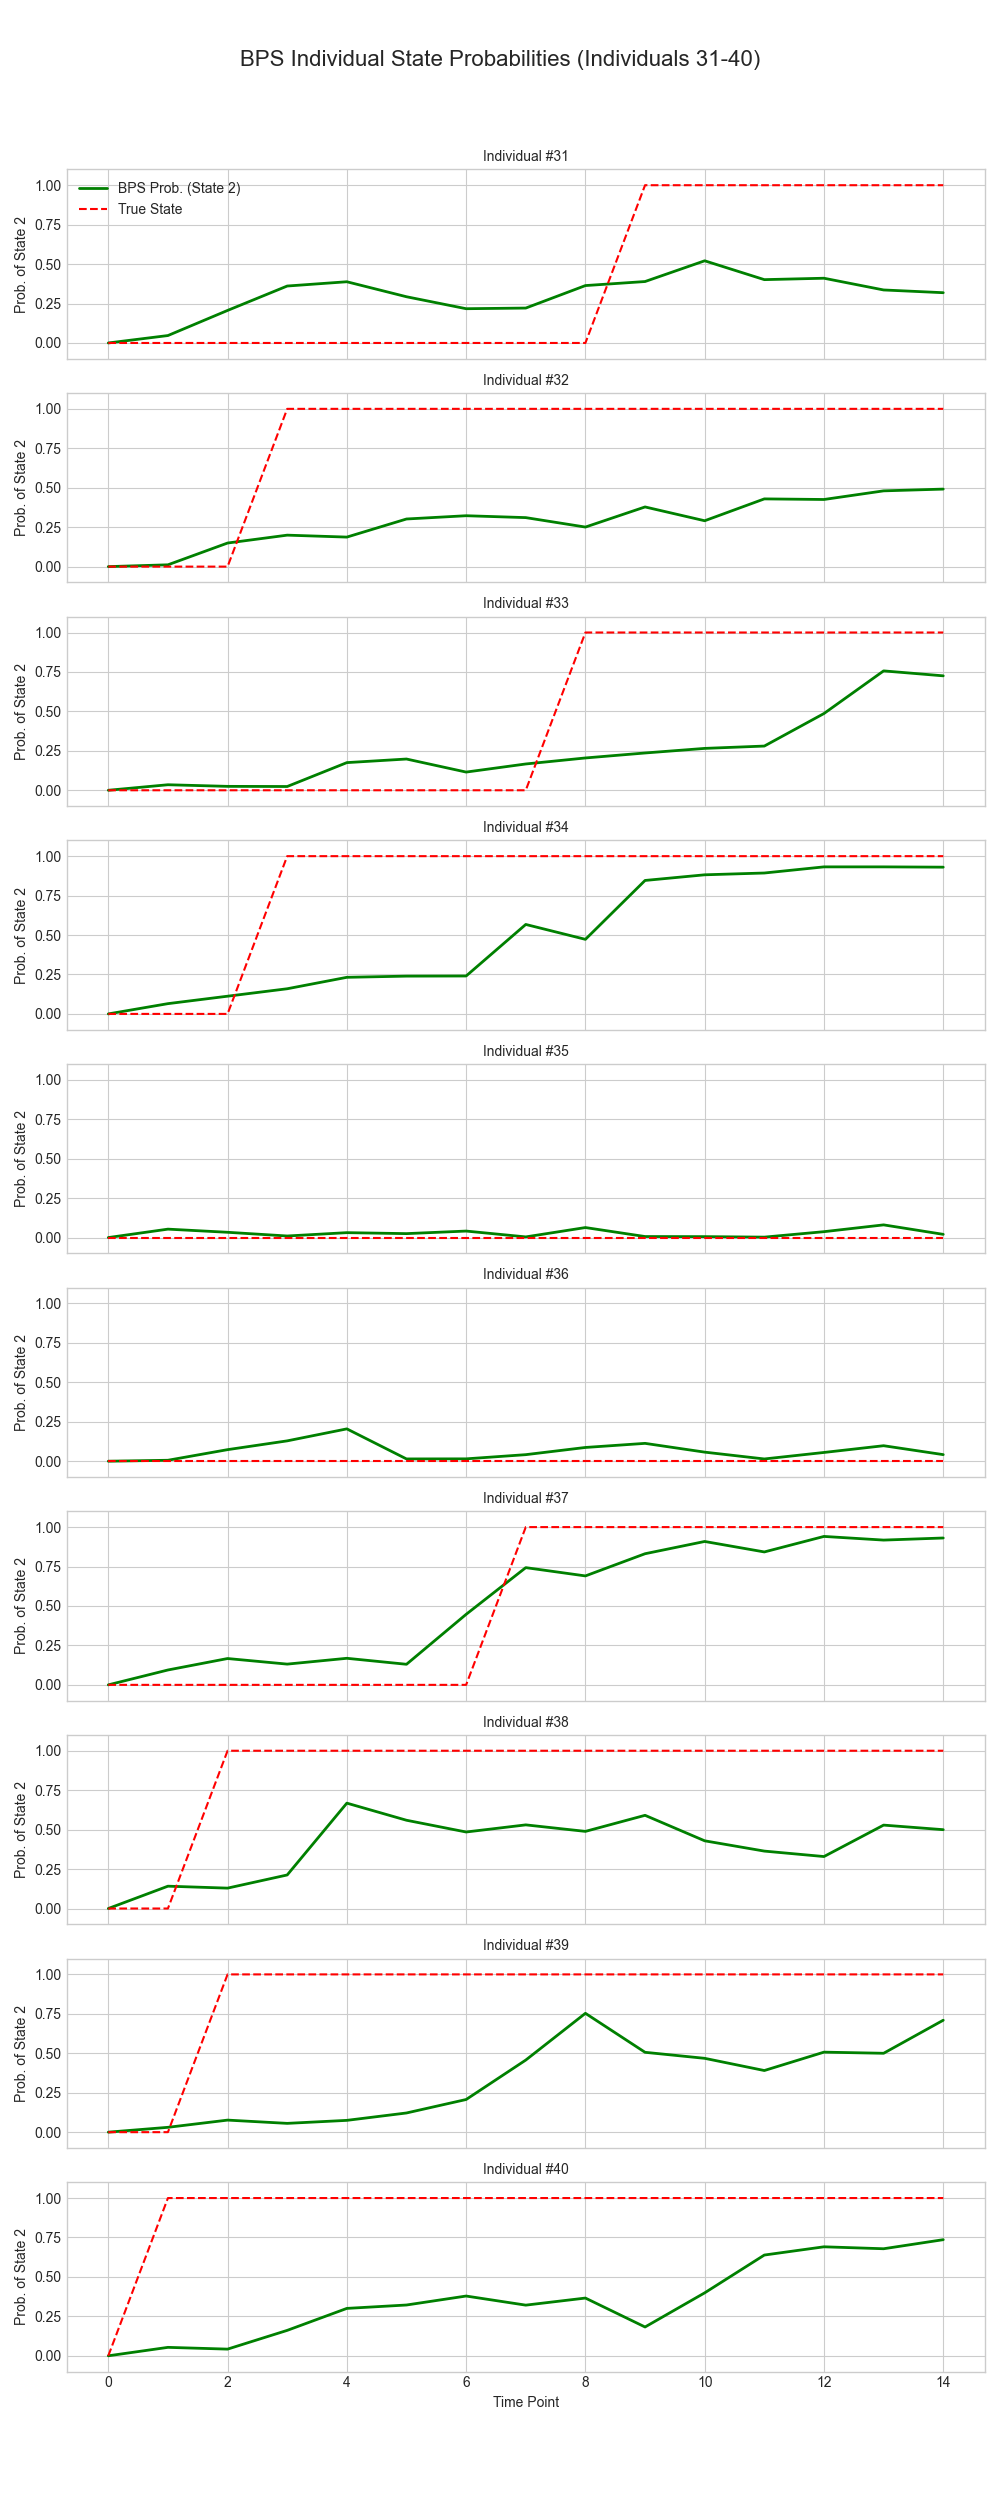 BPS Individual State Probabilities (Individuals 31-40)
Individual #31
BPS Prob. (State 2)
True State
Prob. of State 2
1.00
0.75
0.50
0.25
0.00
Individual #32
Prob. of State 2
1.00
0.75
0.50
0.25
0.00
Individual #33
Prob. of State 2
1.00
0.75
0.50
0.25
0.00
Individual #34
Prob. of State 2
1.00
0.75
0.50
0.25
0.00
Individual #35
Prob. of State 2
1.00
0.75
0.50
0.25
0.00
Individual #36
Prob. of State 2
1.00
0.75
0.50
0.25
0.00
Individual #37
Prob. of State 2
1.00
0.75
0.50
0.25
0.00
Individual #38
Prob. of State 2
1.00
0.75
0.50
0.25
0.00
Individual #39
Prob. of State 2
1.00
0.75
0.50
0.25
0.00
Individual #40
Prob. of State 2
1.00
0.75
0.50
0.25
0.00
0 2 4 6 8 10 12 14
Time Point